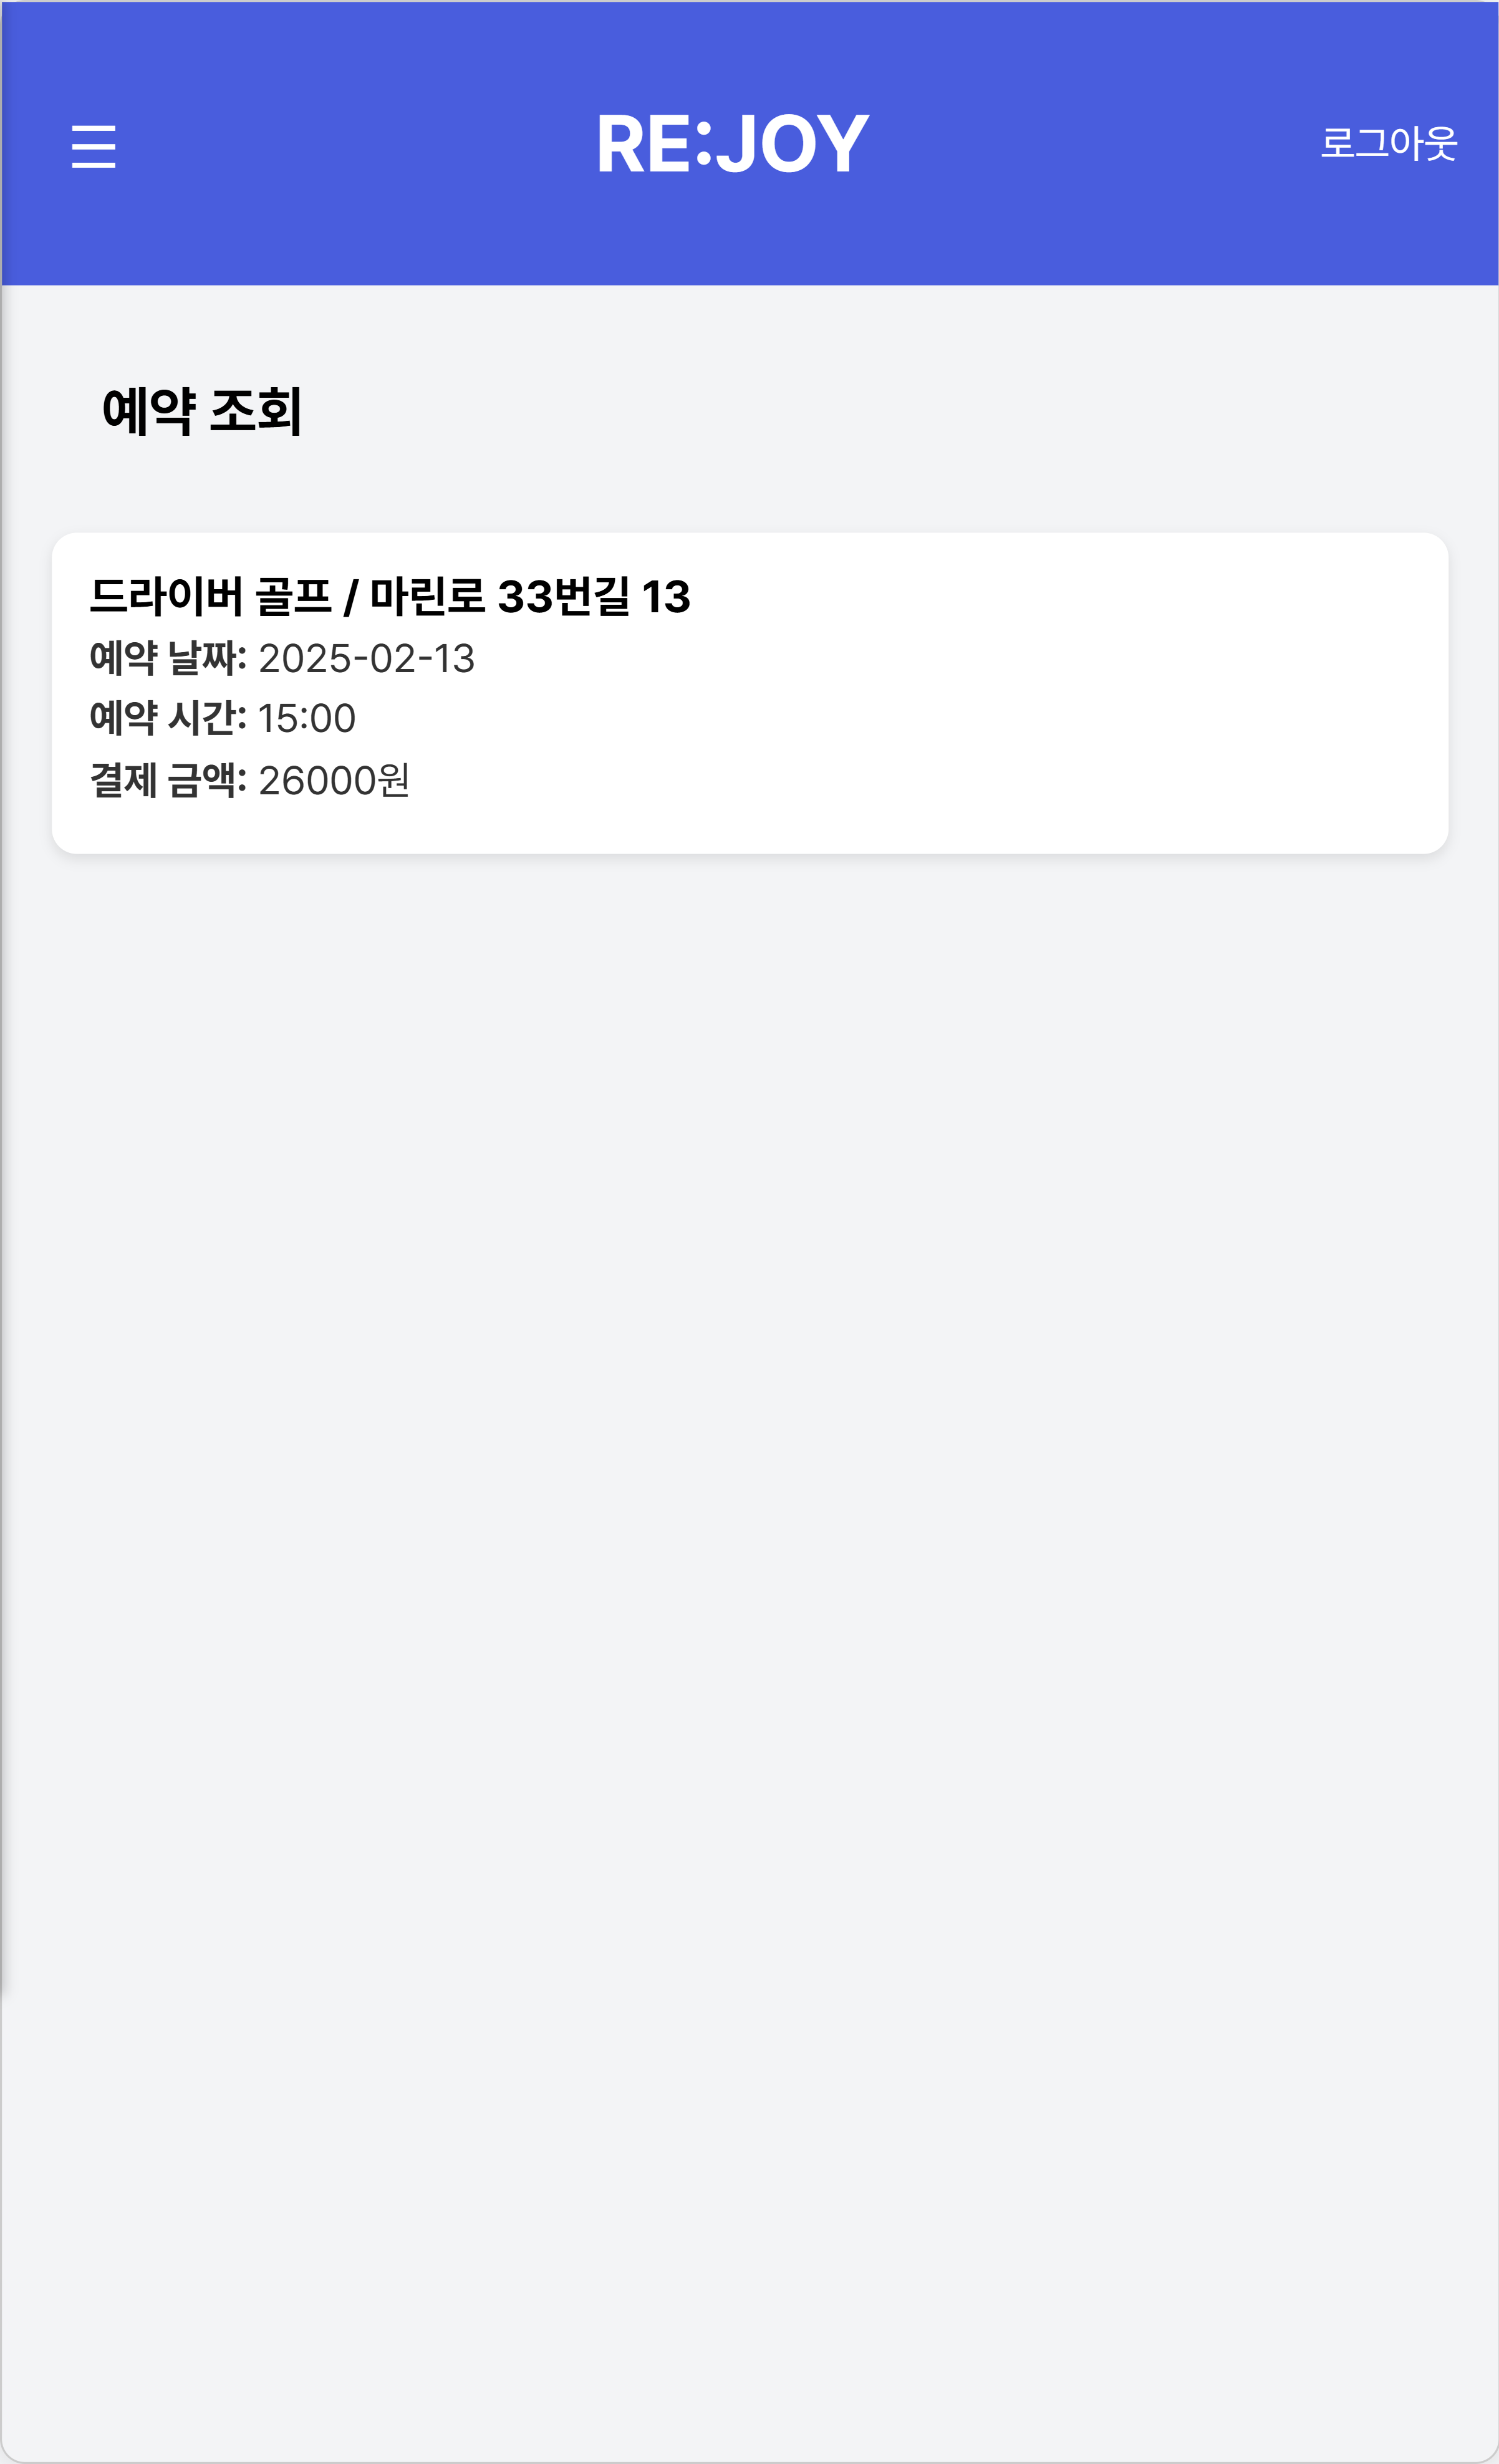 ☰ RE:JOY 로그아웃
예약 조회
드라이버 골프 / 마린로 33번길 13
예약 날짜: 2025-02-13
예약 시간: 15:00
결제 금액: 26000원